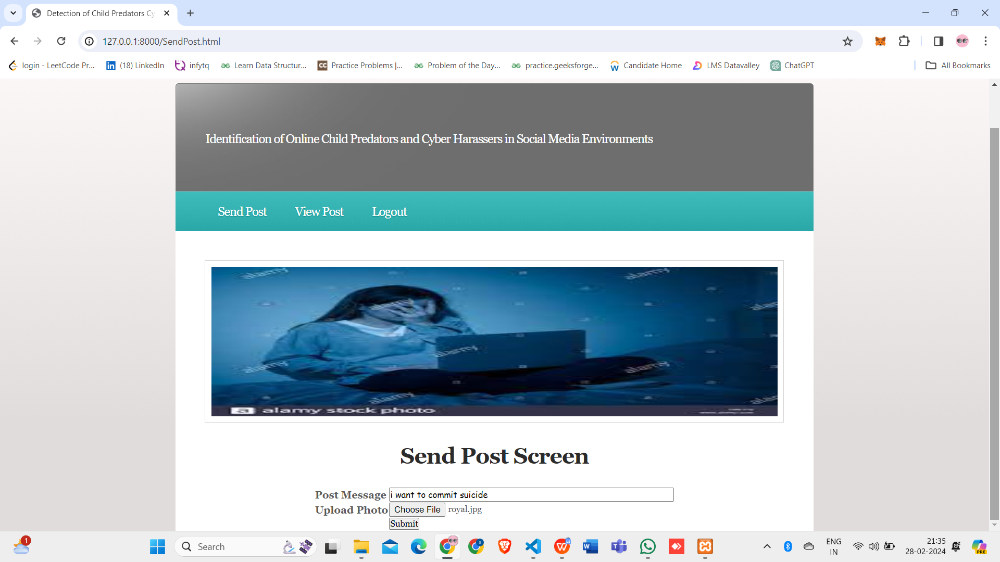 Detection of Child Predators Cy
127.0.0.1:8000/SendPost.html
login - LeetCode Pr...
(18) LinkedIn
infytq
Learn Data Structur...
Practice Problems |...
Problem of the Day...
practice.geeksforge...
Candidate Home
LMS Datavalley
ChatGPT
All Bookmarks
Identification of Online Child Predators and Cyber Harassers in Social Media Environments
Send Post View Post Logout
alamy alamy
alamy
alamy
alamy alamy
alamy
a alamy stock photo
Send Post Screen
Post Message i want to commit suicide
Upload Photo Choose File royal.jpg
Submit
1
Search
ENG
IN
21:35
28-02-2024
PRE